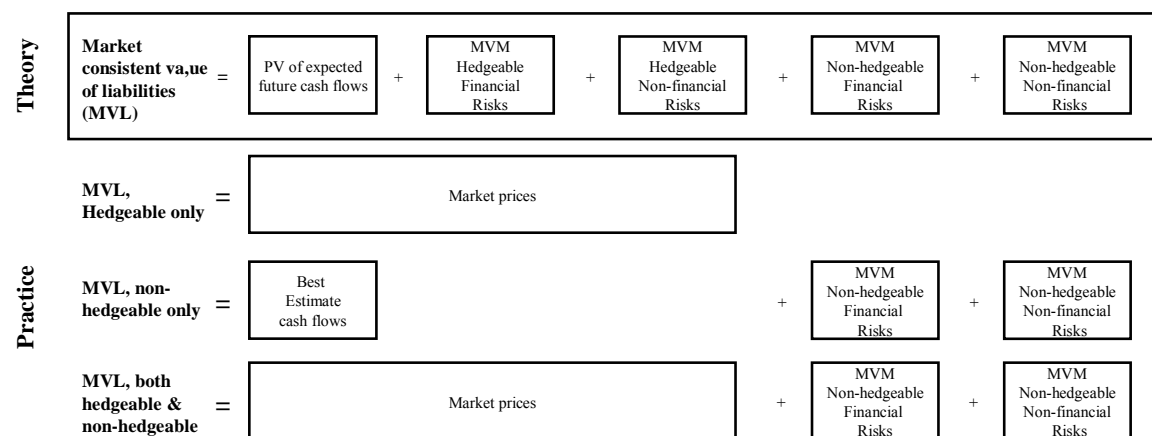 Theory
Market
consistent va,ue
of liabilities
(MVL)
=
PV of expected
future cash flows
+
MVM
Hedgeable
Financial
Risks
+
MVM
Hedgeable
Non-financial
Risks
+
MVM
Non-hedgeable
Financial
Risks
+
MVM
Non-hedgeable
Non-financial
Risks
Practice
MVL,
Hedgeable only
=
Market prices
MVL, non-
hedgeable only
=
Best
Estimate
cash flows
+
MVM
Non-hedgeable
Financial
Risks
+
MVM
Non-hedgeable
Non-financial
Risks
MVL, both
hedgeable &
non-hedgeable
=
Market prices
+
MVM
Non-hedgeable
Financial
Risks
+
MVM
Non-hedgeable
Non-financial
Risks